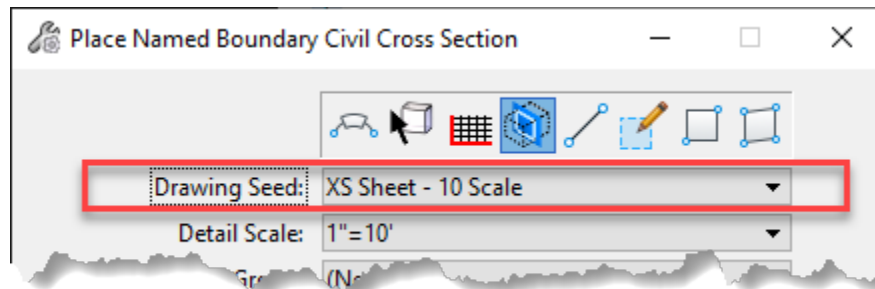 Place Named Boundary Civil Cross Section
Drawing Seed: XS Sheet - 10 Scale
Detail Scale: 1"=10'